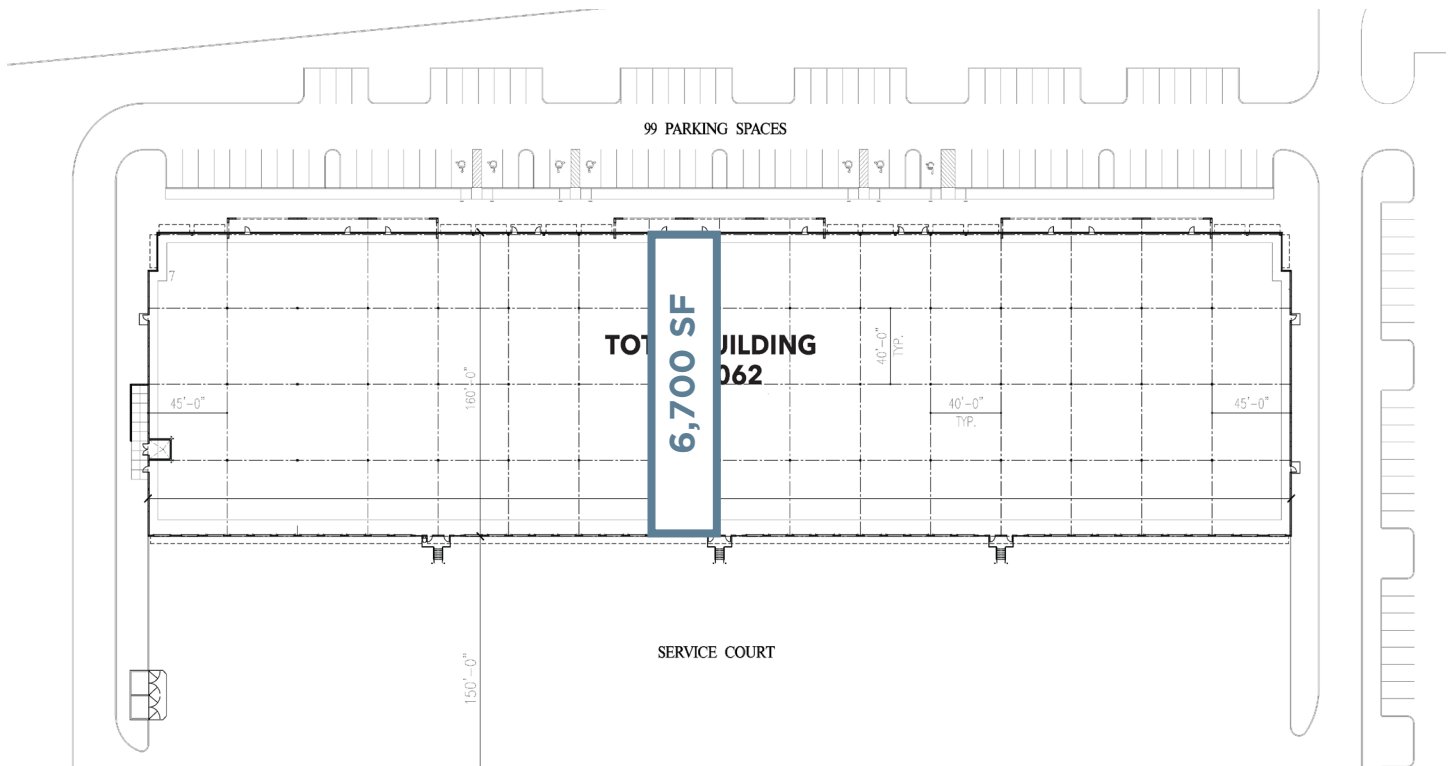 99 PARKING SPACES
7
TOT
UILDING
062
6,700 SF
40'-0"
TYP.
160'-0"
45'-0"
40'-0"
TYP.
45'-0"
SERVICE COURT
150'-0"